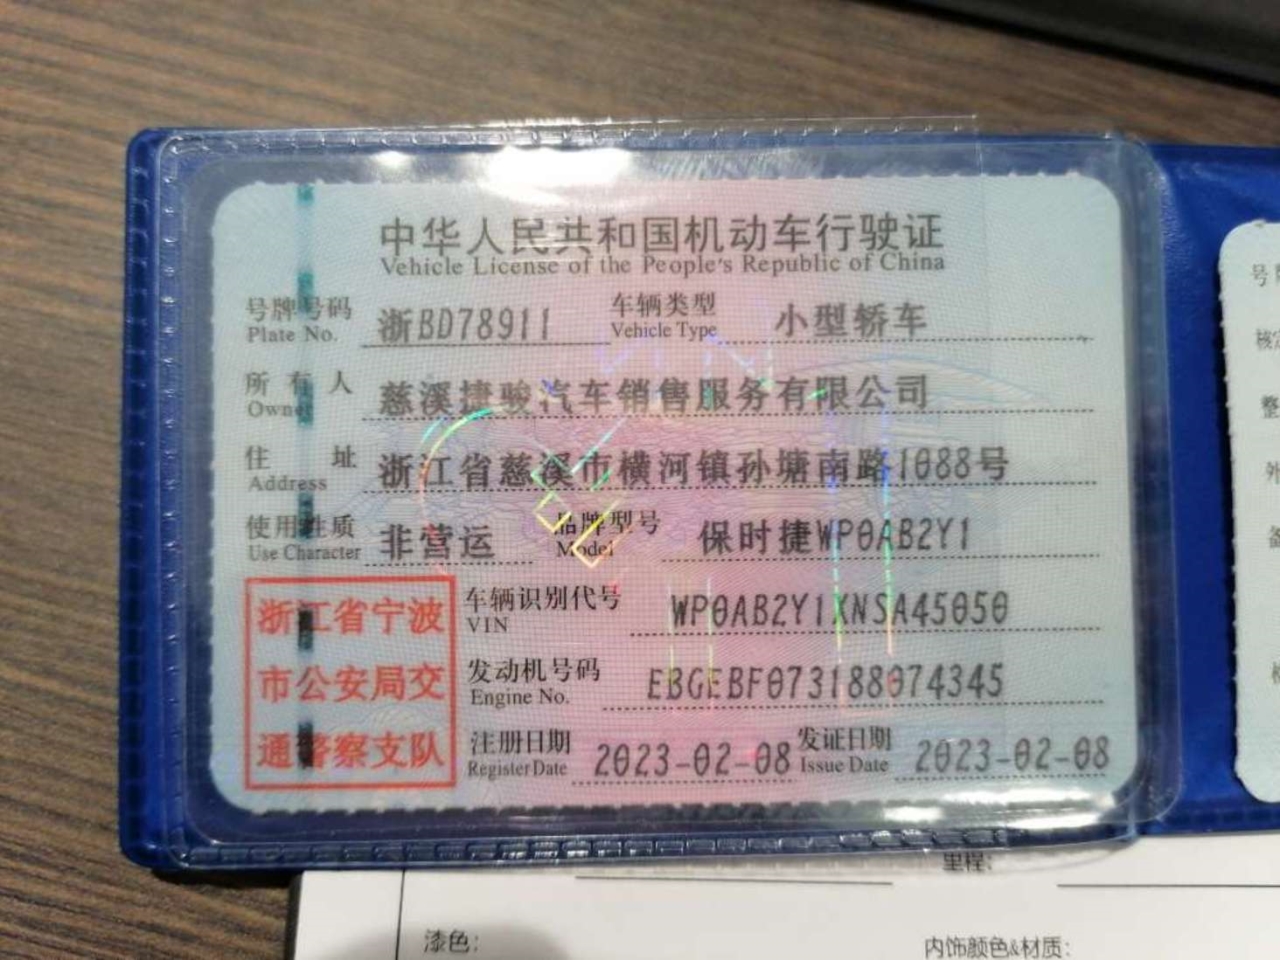 中华人民共和国机动车行驶证
Vehicle License of the People's Republic of China
号牌号码 浙BD78911 车辆类型 小型轿车
Plate No. Vehicle Type
所有人 慈溪捷骏汽车销售服务有限公司
Owner
住址 浙江省慈溪市横河镇孙塘南路1088号
Address
使用性质 非营运 品牌型号 保时捷WP0AB2Y1
Use Character Model
车辆识别代号 WP0AB2Y1XNSA45050
VIN
发动机号码 EBGEBF073188074345
Engine No.
注册日期 2023-02-08 发证日期 2023-02-08
Register Date Issue Date
浙江省宁波
市公安局交
通警察支队
号
核
整
里程:
漆色:
内饰颜色&材质: